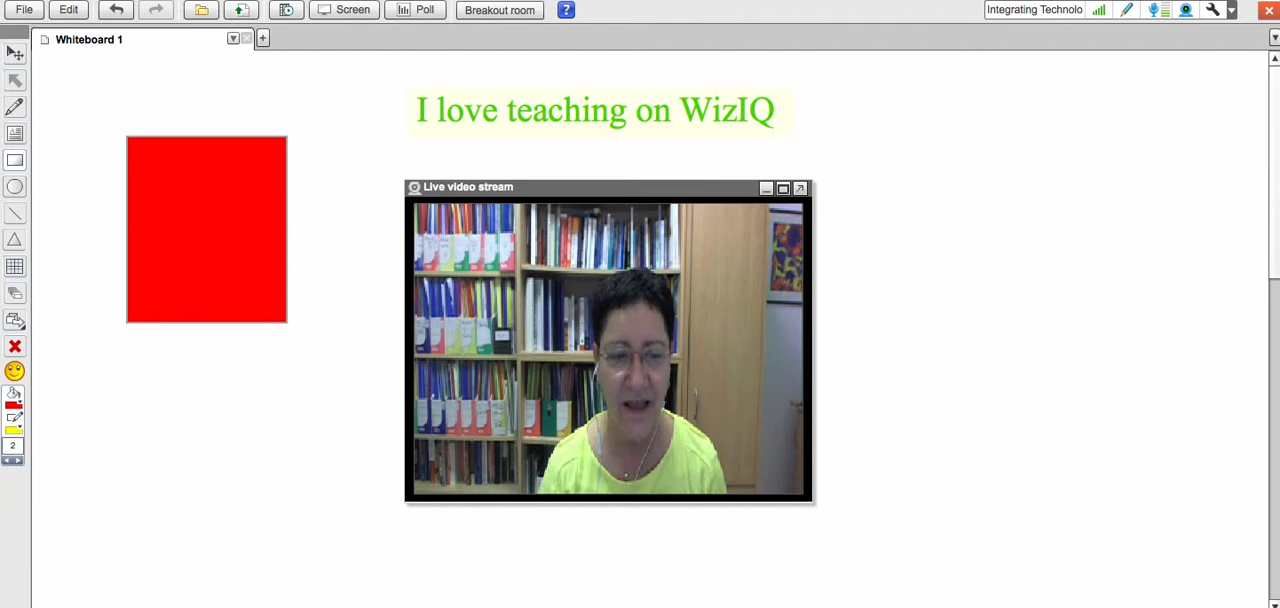 File
Edit
Screen
Poll
Breakout room
?
Integrating Technolo
Whiteboard 1
+
I love teaching on WizIQ
Live video stream
2